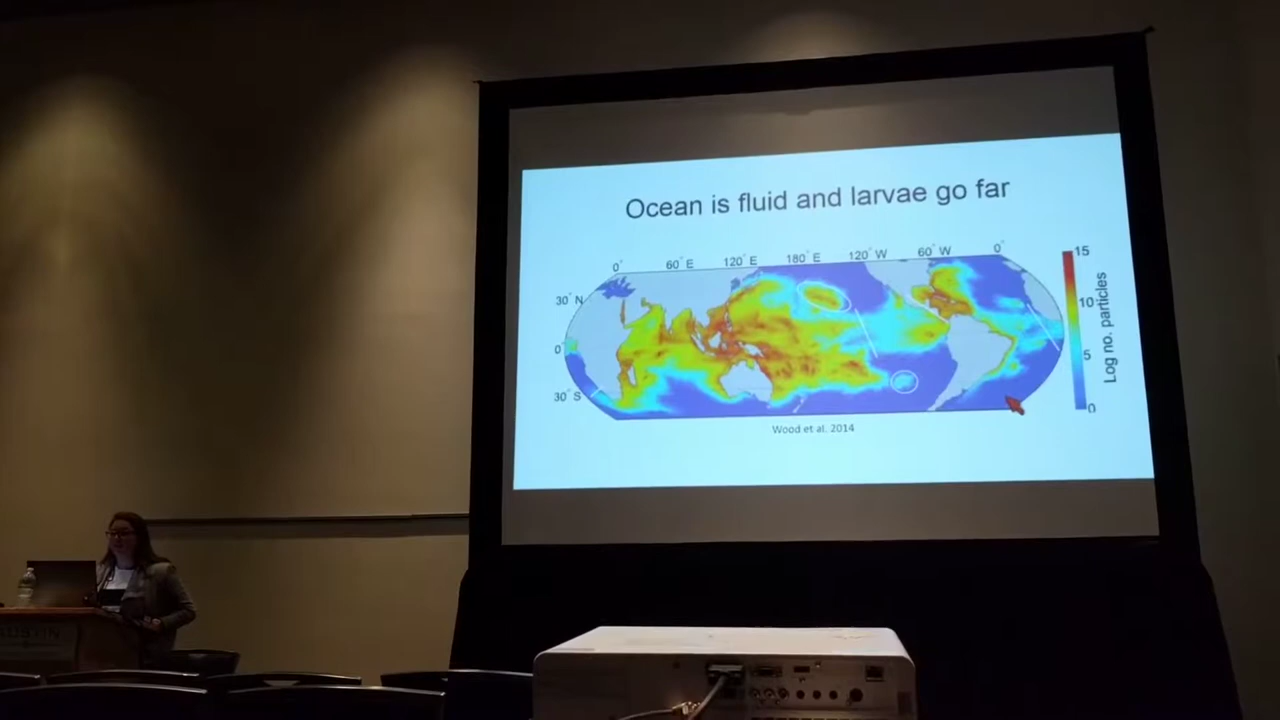 Ocean is fluid and larvae go far
0° 60° E 120° E 180° E 120° W 60° W 0°
30° N
0°
30° S
15
10
5
0
Log no. particles
Wood et al. 2014
AUSTIN